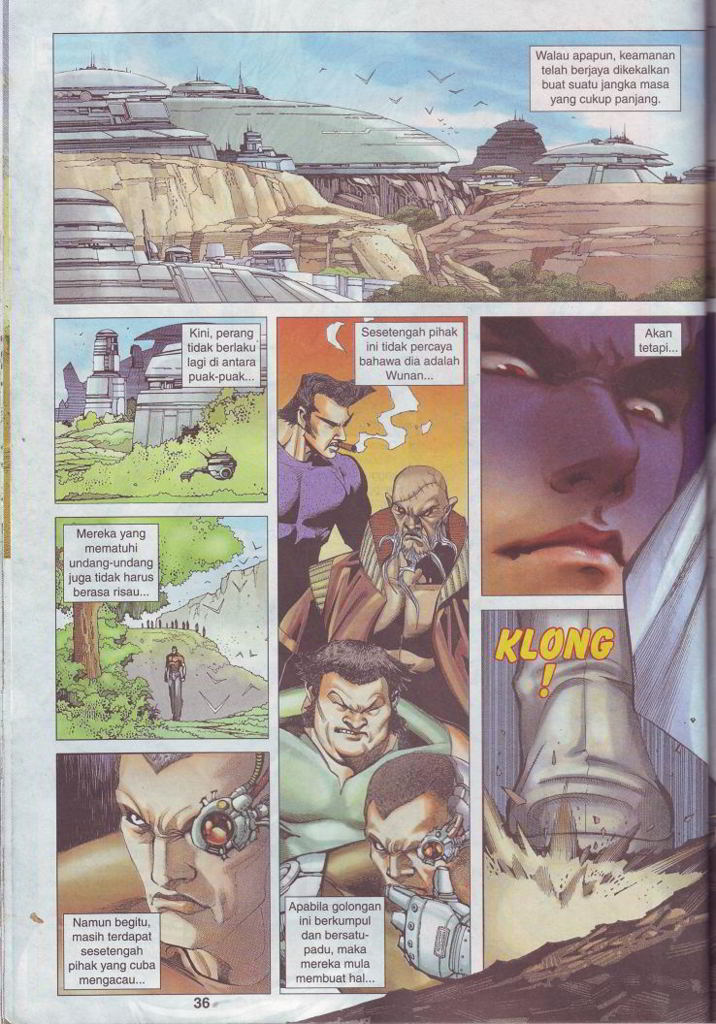 Walau apapun, keamanan
telah berjaya dikekalkan
buat suatu jangka masa
yang cukup panjang.
Kini, perang
tidak berlaku
lagi di antara
puak-puak...
Mereka yang
mematuhi
undang-undang
juga tidak harus
berasa risau...
Namun begitu,
masih terdapat
sesetengah
pihak yang cuba
mengacau...
Sesetengah pihak
ini tidak percaya
bahawa dia adalah
Wunan...
Apabila golongan
ini berkumpul
dan bersatu-
padu, maka
mereka mula
membuat hal...
Akan
tetapi...
KLONG
!
36